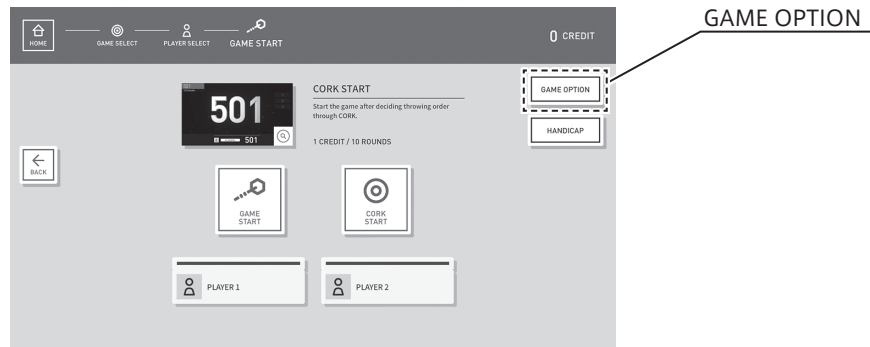 GAME OPTION
HOME
GAME SELECT
PLAYER SELECT
GAME START
0 CREDIT
501
501
CORK START
Start the game after deciding throwing order
through CORK.
1 CREDIT / 10 ROUNDS
GAME OPTION
HANDICAP
BACK
GAME
START
CORK
START
PLAYER 1
PLAYER 2